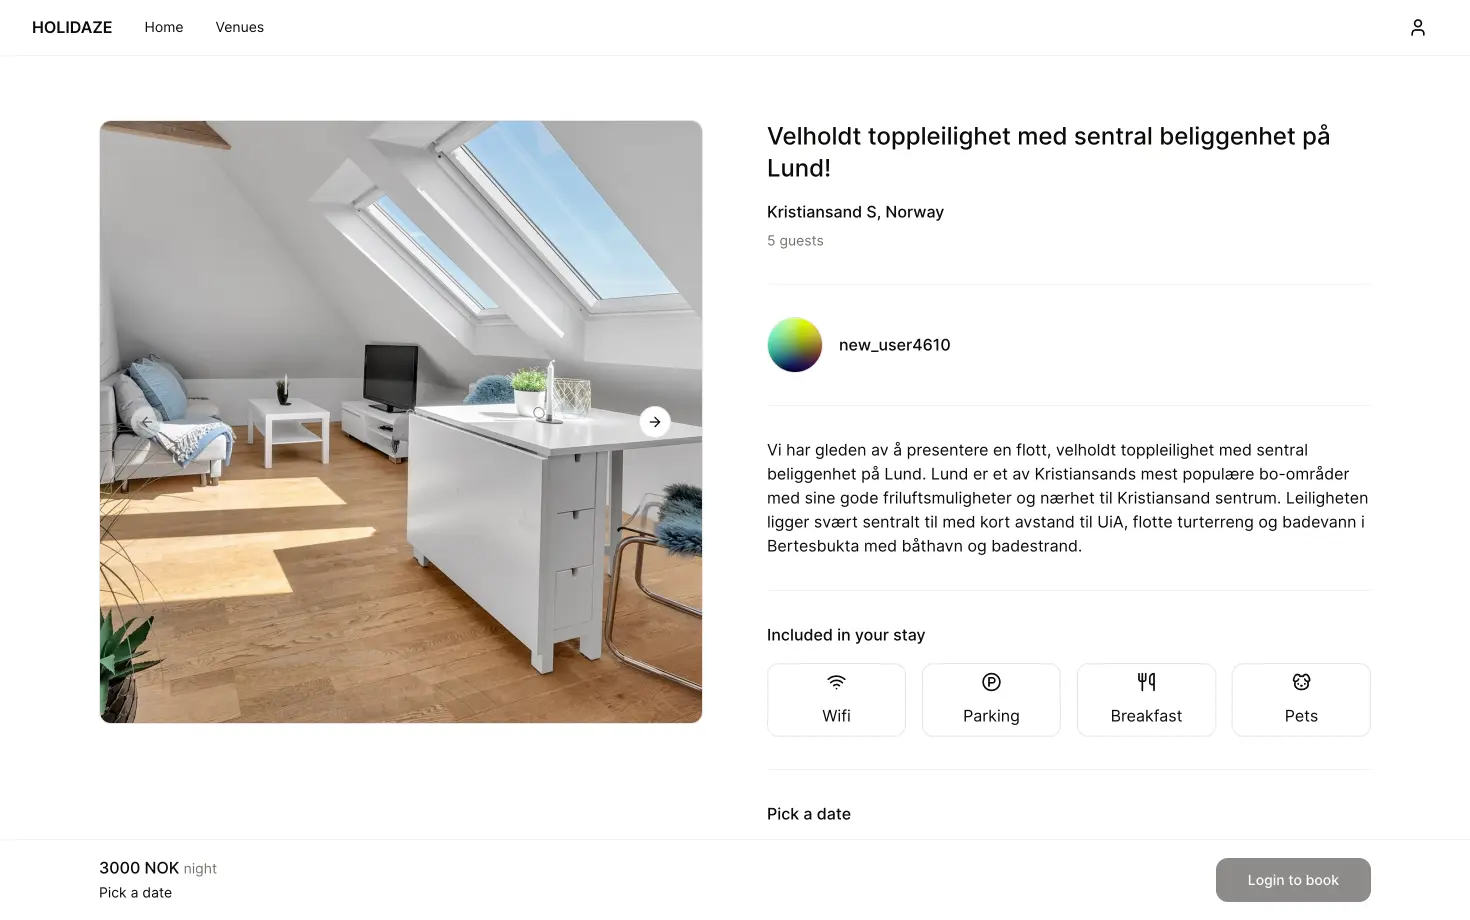 HOLIDAZE Home Venues
Velholdt toppleilighet med sentral beliggenhet på
Lund!
Kristiansand S, Norway
5 guests
new_user4610
Vi har gleden av å presentere en flott, velholdt toppleilighet med sentral
beliggenhet på Lund. Lund er et av Kristiansands mest populære bo-områder
med sine gode friluftsmuligheter og nærhet til Kristiansand sentrum. Leiligheten
ligger svært sentralt til med kort avstand til UiA, flotte turterreng og badevann i
Bertesbukta med båthavn og badestrand.
Included in your stay
Wifi Parking Breakfast Pets
Pick a date
3000 NOK night
Pick a date
Login to book